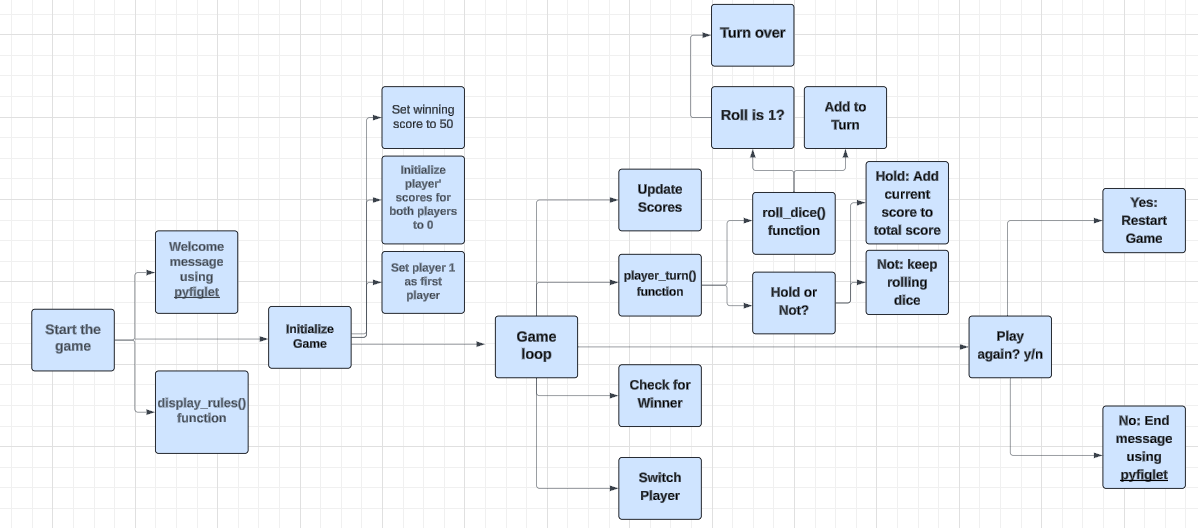 Start the
game
Welcome
message
using
pyfiglet
display_rules()
function
Initialize
Game
Set winning
score to 50
Initialize
player'
scores for
both players
to 0
Set player 1
as first
player
Game
loop
Update
Scores
player_turn()
function
Check for
Winner
Switch
Player
Turn over
Roll is 1?
Add to
Turn
roll_dice()
function
Hold or
Not?
Hold: Add
current
score to
total score
Not: keep
rolling
dice
Play
again? y/n
Yes:
Restart
Game
No: End
message
using
pyfiglet